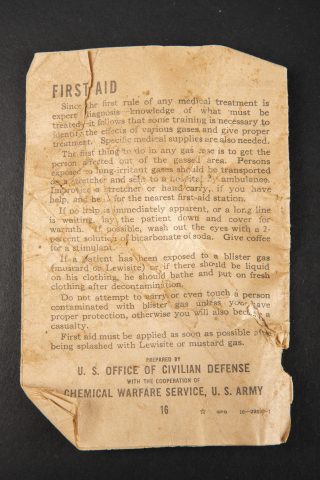 FIRST AID
Since the first rule of any medical treatment is
expert diagnosis—knowledge of what must be
treated—it follows that some training is necessary to
identify the effects of various gases and give proper
treatment. Specific medical supplies are also needed.
The first thing to do in any gas case is to get the
person affected out of the gassed area. Persons
exposed to lung-irritant gases should be transported
on a stretcher and sent to a hospital by ambulance.
Improvise a stretcher or hand carry, if you have
help, and head for the nearest first-aid station.
If no help is immediately apparent, or a long line
is waiting, lay the patient down and cover for
warmth. If possible, wash out the eyes with a 2-
percent solution of bicarbonate of soda. Give coffee
for a stimulant.
If a patient has been exposed to a blister gas
(mustard or Lewisite) or if there should be liquid
on his clothing, he should bathe and put on fresh
clothing after decontamination.
Do not attempt to carry or even touch a person
contaminated with blister gas unless you have
proper protection, otherwise you will also become a
casualty.
First aid must be applied as soon as possible after
being splashed with Lewisite or mustard gas.
PREPARED BY
U. S. OFFICE OF CIVILIAN DEFENSE
WITH THE COOPERATION OF
CHEMICAL WARFARE SERVICE, U. S. ARMY
16 ☆ GPO